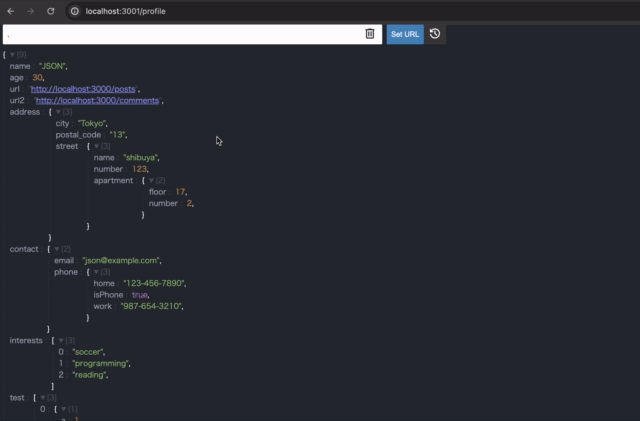 localhost:3001/profile
.
Set URL
{ ▼ {9}
name : "JSON",
age : 30,
url : "http://localhost:3000/posts",
url2 : "http://localhost:3000/comments",
address : { ▼ {3}
city : "Tokyo",
postal_code : "13",
street : { ▼ {3}
name : "shibuya",
number : 123,
apartment : { ▼ {2}
floor : 17,
number : 2,
}
}
}
contact : { ▼ {2}
email : "json@example.com",
phone : { ▼ {3}
home : "123-456-7890",
isPhone : true,
work : "987-654-3210",
}
}
interests : [ ▼ {3}
0 : "soccer",
1 : "programming",
2 : "reading",
]
test : [ ▼ {3}
0 : { ▼ {1}